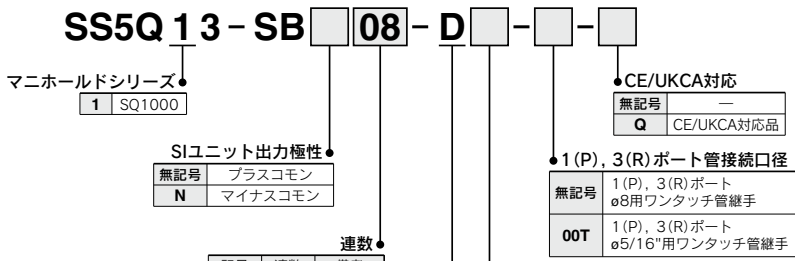 SS5Q 1 3 - SB □ 08 - D □ - □ - □
マニホールドシリーズ
1 SQ1000
CE/UKCA対応
無記号 —
Q CE/UKCA対応品
SIユニット出力極性
無記号 プラスコモン
N マイナスコモン
1(P), 3(R)ポート管接続口径
無記号 1(P), 3(R)ポート
ø8用ワンタッチ管継手
00T 1(P), 3(R)ポート
ø5/16"用ワンタッチ管継手
連数